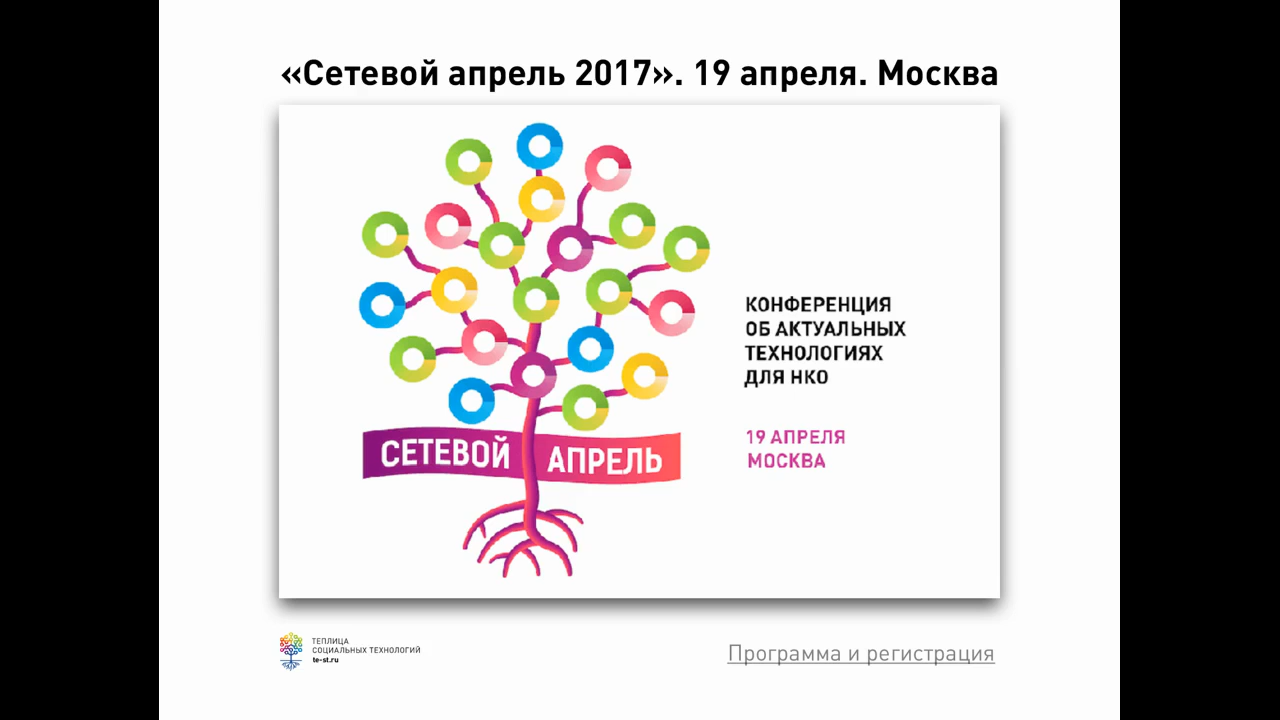 «Сетевой апрель 2017». 19 апреля. Москва
КОНФЕРЕНЦИЯ
ОБ АКТУАЛЬНЫХ
ТЕХНОЛОГИЯХ
ДЛЯ НКО
19 АПРЕЛЯ
МОСКВА
СЕТЕВОЙ АПРЕЛЬ
ТЕПЛИЦА
СОЦИАЛЬНЫХ ТЕХНОЛОГИЙ
te-st.ru
Программа и регистрация